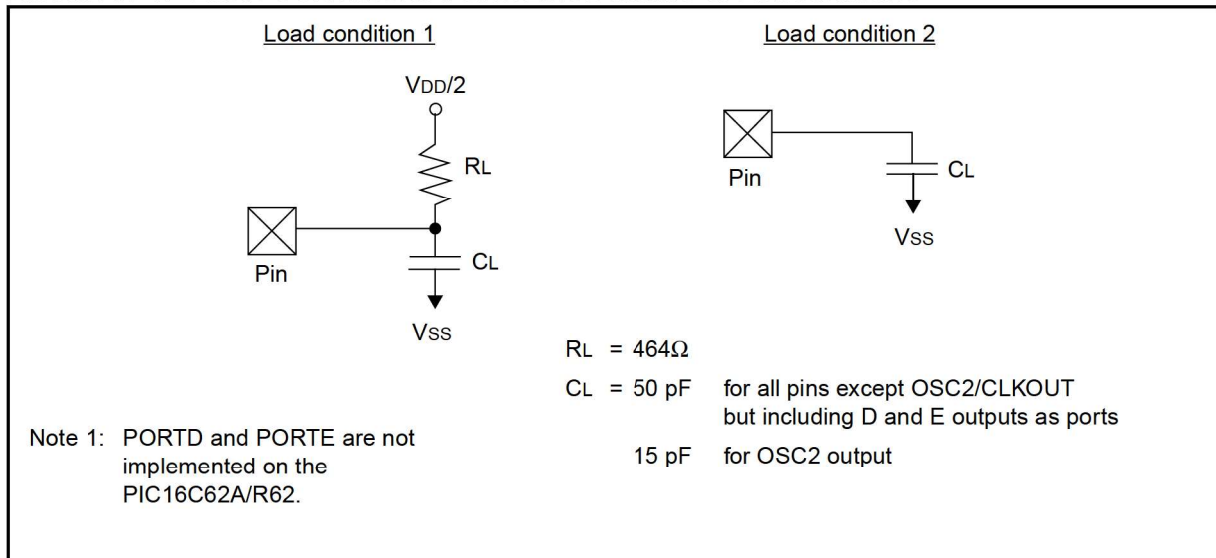 Load condition 1
VDD/2
RL
Pin
CL
VSS
Load condition 2
Pin
CL
VSS
RL = 464Ω
CL = 50 pF for all pins except OSC2/CLKOUT
but including D and E outputs as ports
15 pF for OSC2 output
Note 1: PORTD and PORTE are not
implemented on the
PIC16C62A/R62.